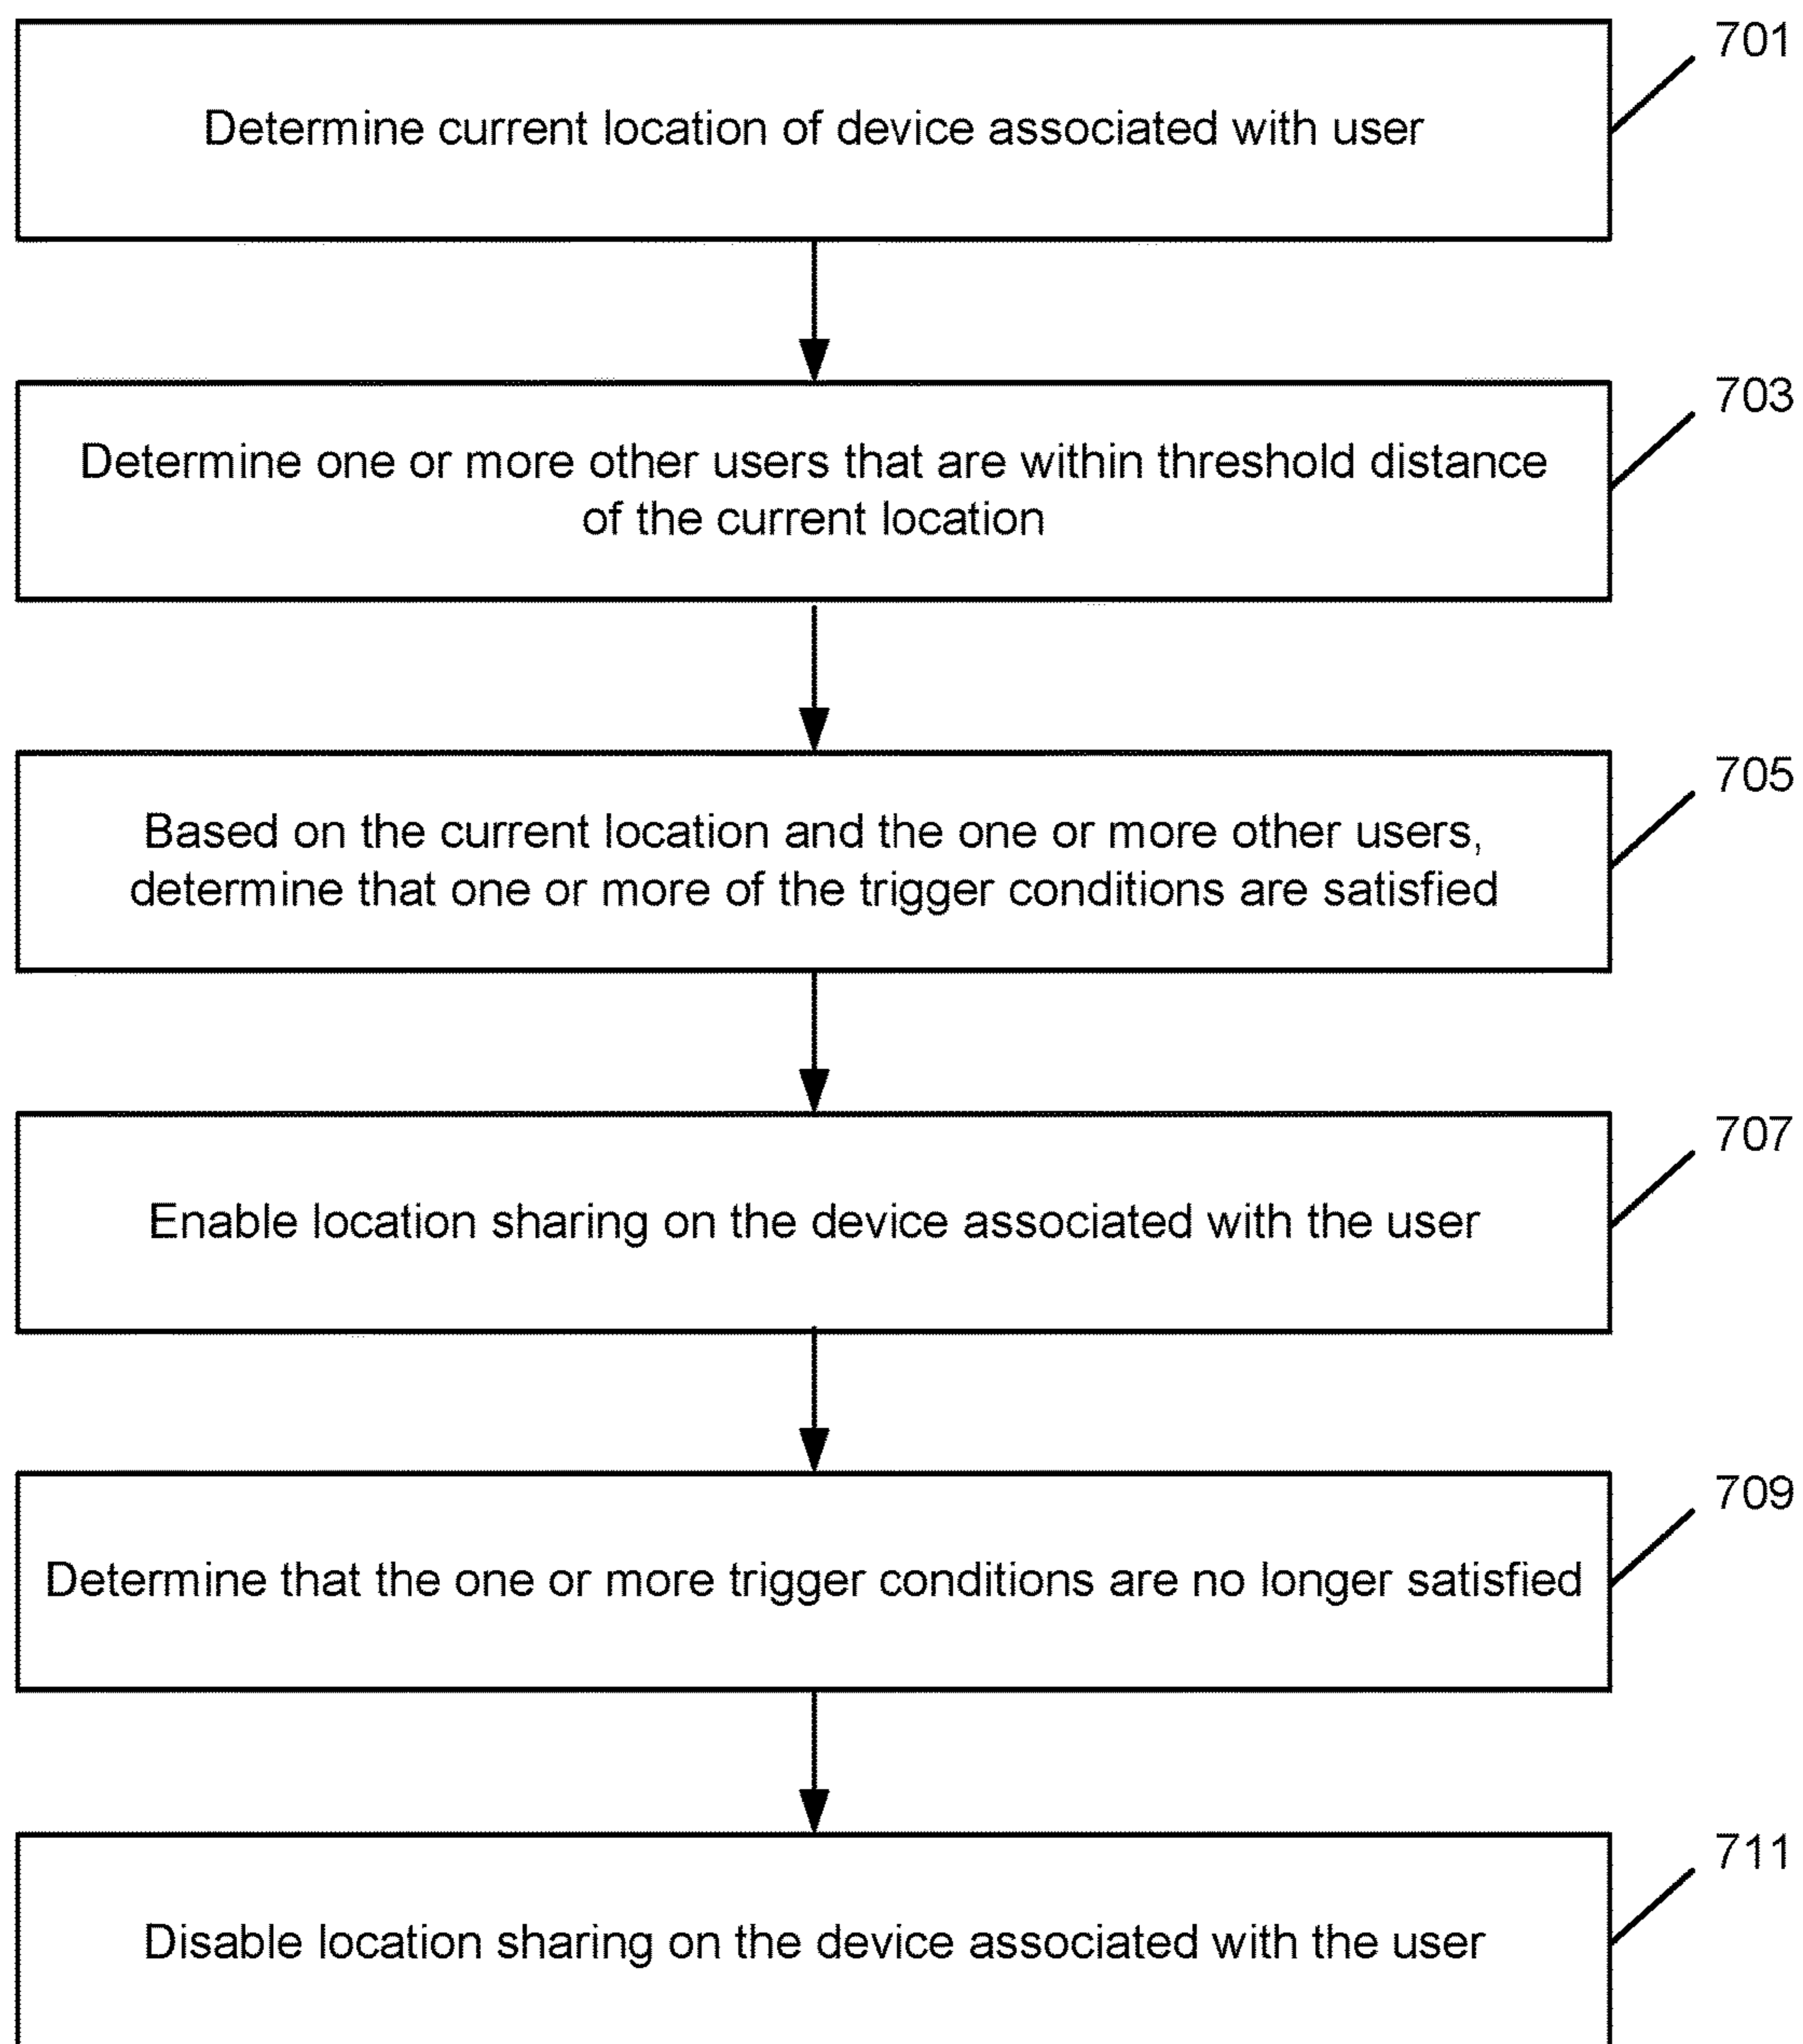 701
Determine current location of device associated with user
703
Determine one or more other users that are within threshold distance
of the current location
705
Based on the current location and the one or more other users,
determine that one or more of the trigger conditions are satisfied
707
Enable location sharing on the device associated with the user
709
Determine that the one or more trigger conditions are no longer satisfied
711
Disable location sharing on the device associated with the user